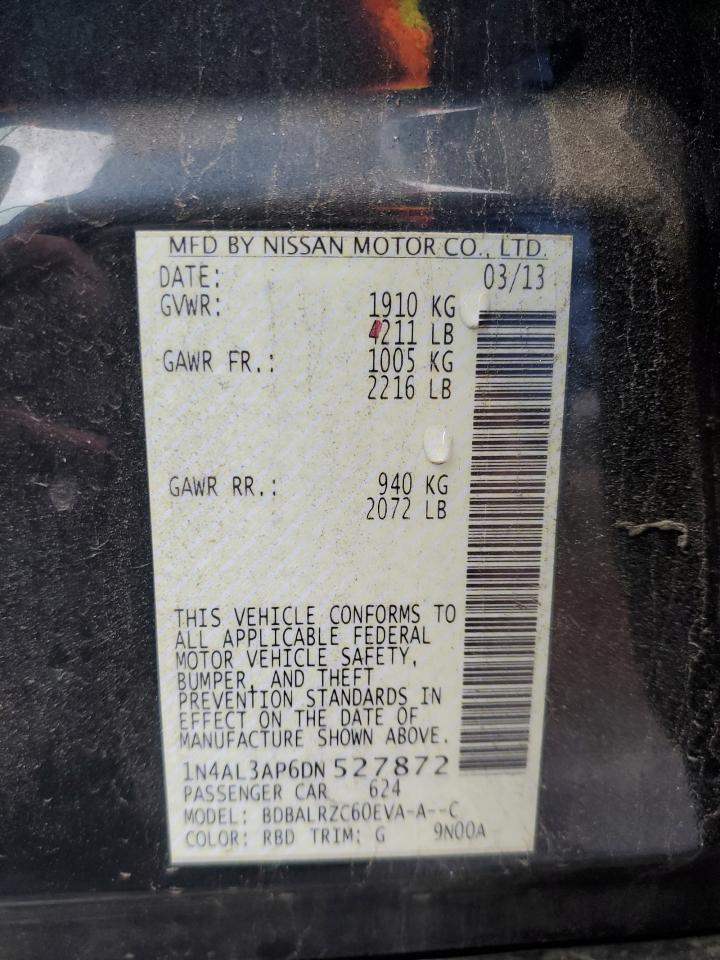 MFD BY NISSAN MOTOR CO., LTD.
DATE: 03/13
GVWR: 1910 KG
4211 LB
GAWR FR.: 1005 KG
2216 LB
GAWR RR.: 940 KG
2072 LB
THIS VEHICLE CONFORMS TO
ALL APPLICABLE FEDERAL
MOTOR VEHICLE SAFETY,
BUMPER, AND THEFT
PREVENTION STANDARDS IN
EFFECT ON THE DATE OF
MANUFACTURE SHOWN ABOVE.
1N4AL3AP6DN 527872
PASSENGER CAR 624
MODEL: BDBALRZC60EVA-A--C
COLOR: RBD TRIM: G 9N00A